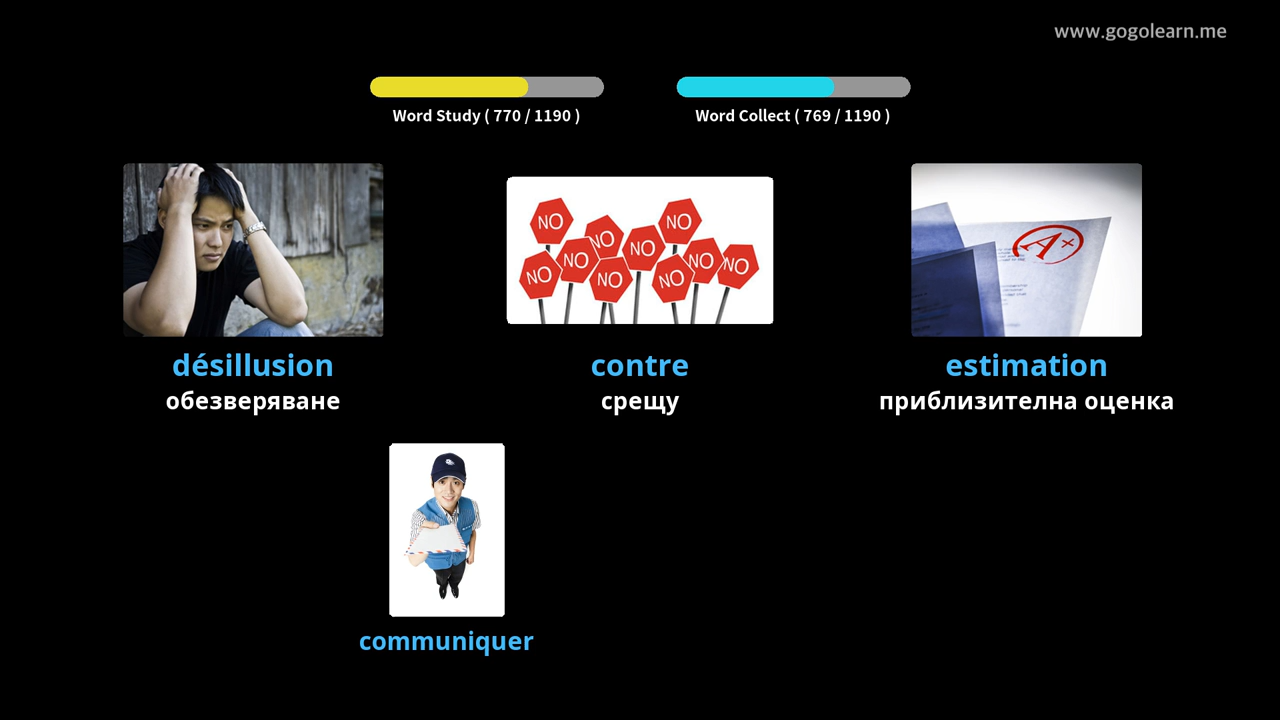 www.gogolearn.me
Word Study ( 770 / 1190 )
Word Collect ( 769 / 1190 )
NO
NO
NO
NO
NO
NO
NO
NO
NO
NO
A+
désillusion
contre
estimation
обезверяване
срещу
приблизителна оценка
communiquer